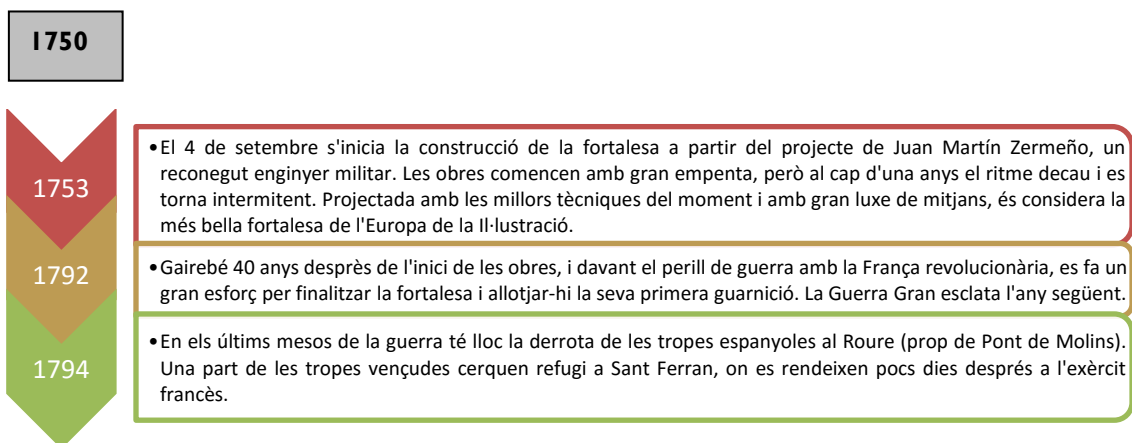 1750
1753
•El 4 de setembre s'inicia la construcció de la fortalesa a partir del projecte de Juan Martín Zermeño, un
reconegut enginyer militar. Les obres comencen amb gran empenta, però al cap d'una anys el ritme decau i es
torna intermitent. Projectada amb les millors tècniques del moment i amb gran luxe de mitjans, és considera la
més bella fortalesa de l'Europa de la Il·lustració.
1792
•Gairebé 40 anys desprès de l'inici de les obres, i davant el perill de guerra amb la França revolucionària, es fa un
gran esforç per finalitzar la fortalesa i allotjar-hi la seva primera guarnició. La Guerra Gran esclata l'any següent.
1794
•En els últims mesos de la guerra té lloc la derrota de les tropes espanyoles al Roure (prop de Pont de Molins).
Una part de les tropes vençudes cerquen refugi a Sant Ferran, on es rendeixen pocs dies després a l'exèrcit
francès.